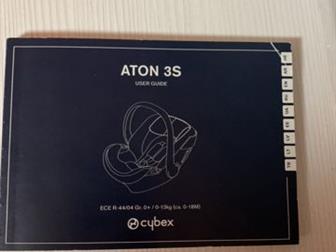 ATON 3S
USER GUIDE
ECE R-44/04 Gr. 0+ / 0-13kg (ca. 0-18M)
cybex